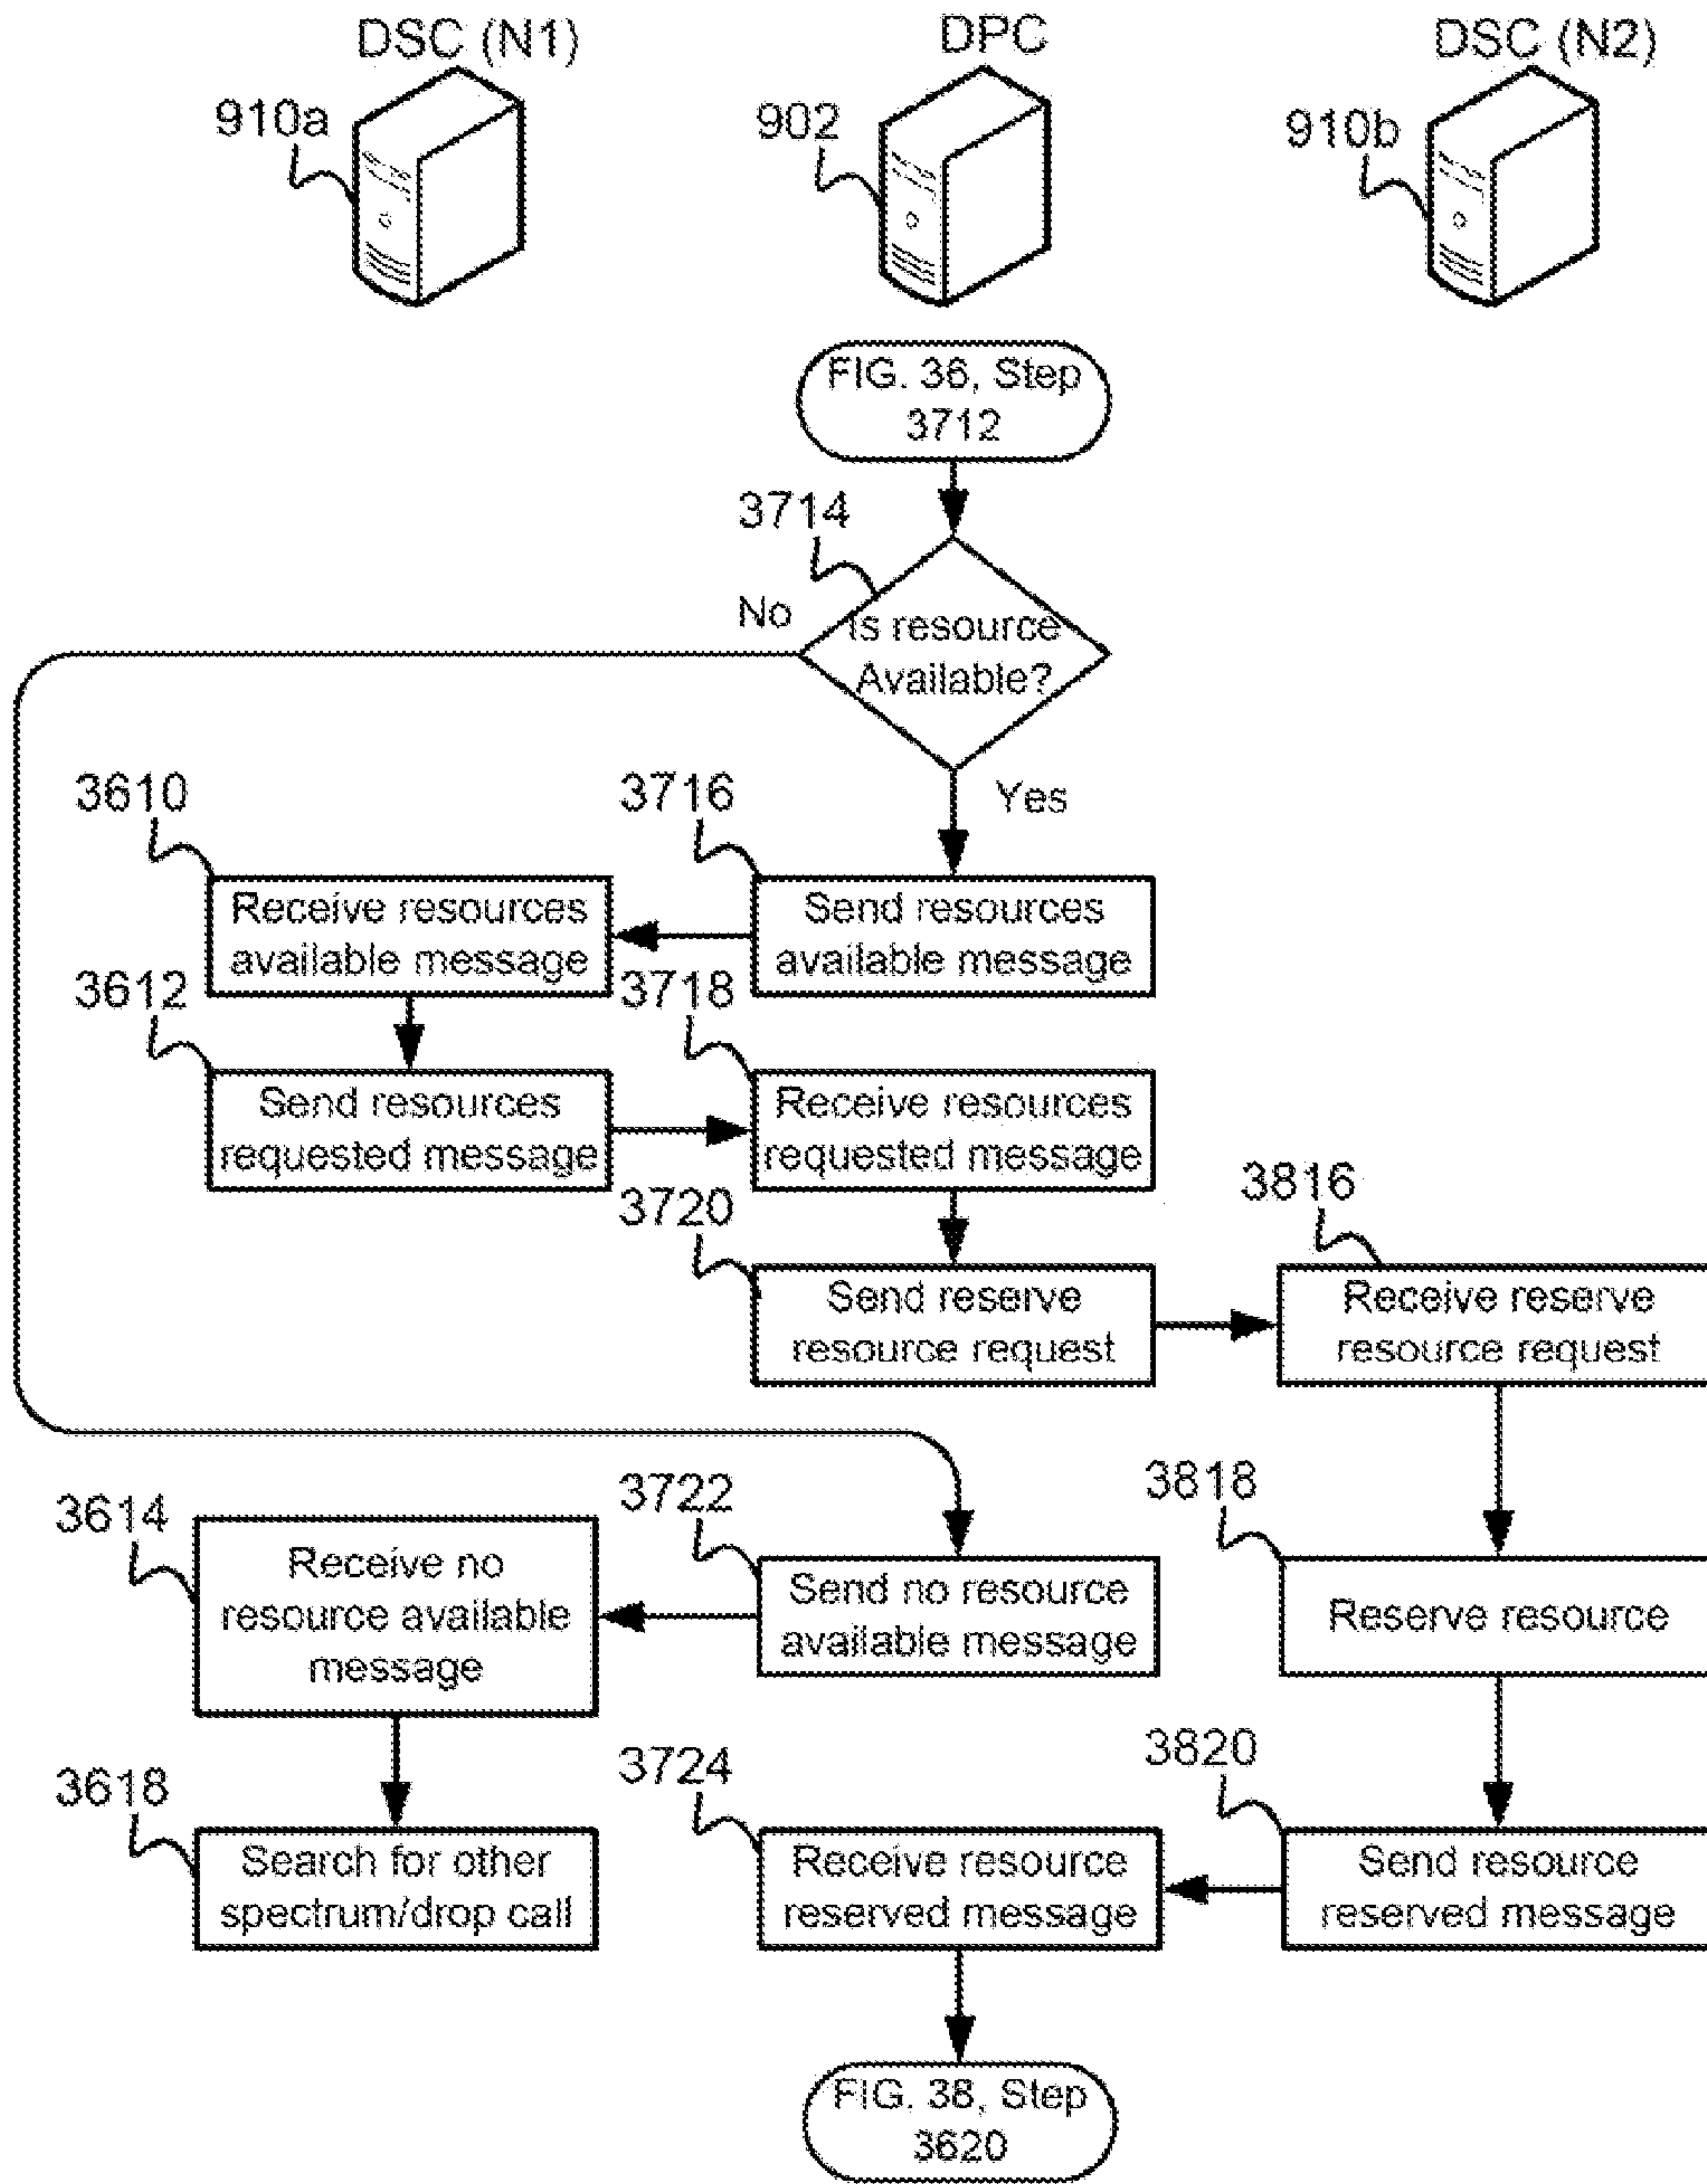 DSC (N1)
DPC
DSC (N2)
910a
902
910b
FIG. 36, Step
3712
3714
No
Is resource
Available?
Yes
3610
3716
Receive resources
available message
Send resources
available message
3612
3718
Send resources
requested message
Receive resources
requested message
3720
3816
Send reserve
resource request
Receive reserve
resource request
3614
3722
3818
Receive no
resource available
message
Send no resource
available message
Reserve resource
3618
3724
3820
Search for other
spectrum/drop call
Receive resource
reserved message
Send resource
reserved message
FIG. 38, Step
3620